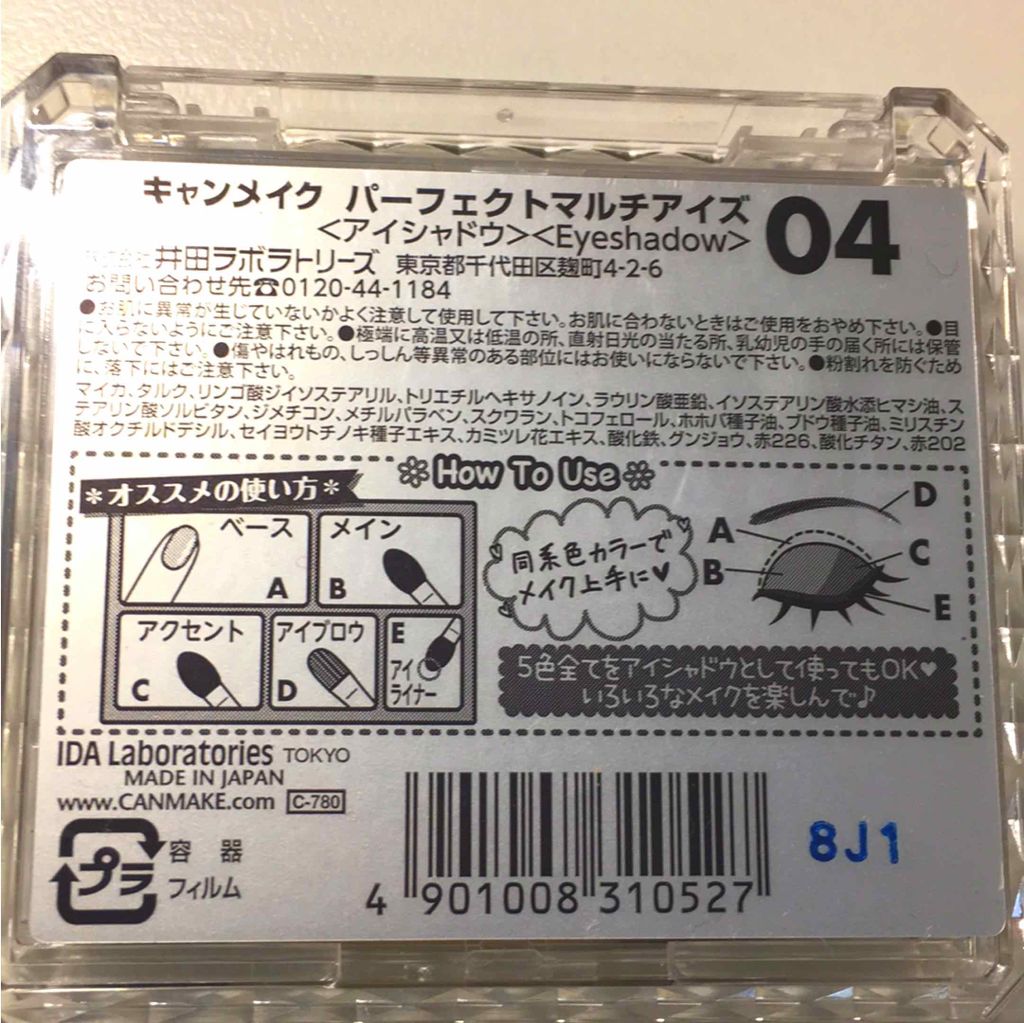 キャンメイク パーフェクトマルチアイズ
<アイシャドウ><Eyeshadow>
04
株式会社 井田ラボラトリーズ 東京都千代田区麹町4-2-6
お問い合わせ先☎0120-44-1184
●お肌に異常が生じていないかよく注意して使用して下さい。お肌に合わないときはご使用をおやめ下さい。●目
に入らないようにご注意下さい。●極端に高温又は低温の所、直射日光の当たる所、乳幼児の手の届く所には保管
しないで下さい。●傷やはれもの、しっしん等異常のある部位にはお使いにならないで下さい。●粉割れを防ぐため
に、落下にはご注意下さい。
マイカ、タルク、リンゴ酸ジイソステアリル、トリエチルヘキサノイン、ラウリン酸亜鉛、イソステアリン酸水添ヒマシ油、ス
テアリン酸ソルビタン、ジメチコン、メチルパラベン、スクワラン、トコフェロール、ホホバ種子油、ブドウ種子油、ミリスチン
酸オクチルドデシル、セイヨウトチノキ種子エキス、カミツレ花エキス、酸化鉄、グンジョウ、赤226、酸化チタン、赤202
How To Use
*オススメの使い方*
ベース
A
メイン
B
アクセント
C
アイブロウ
D
E
アイ
ライナー
同系色カラーで
メイク上手に♥
A
B
D
C
E
5色全てをアイシャドウとして使ってもOK♥
いろいろなメイクを楽しんで♪
IDA Laboratories TOKYO
MADE IN JAPAN
www.CANMAKE.com C-780
プラ
容 器
フィルム
4 901008 310527
8J1